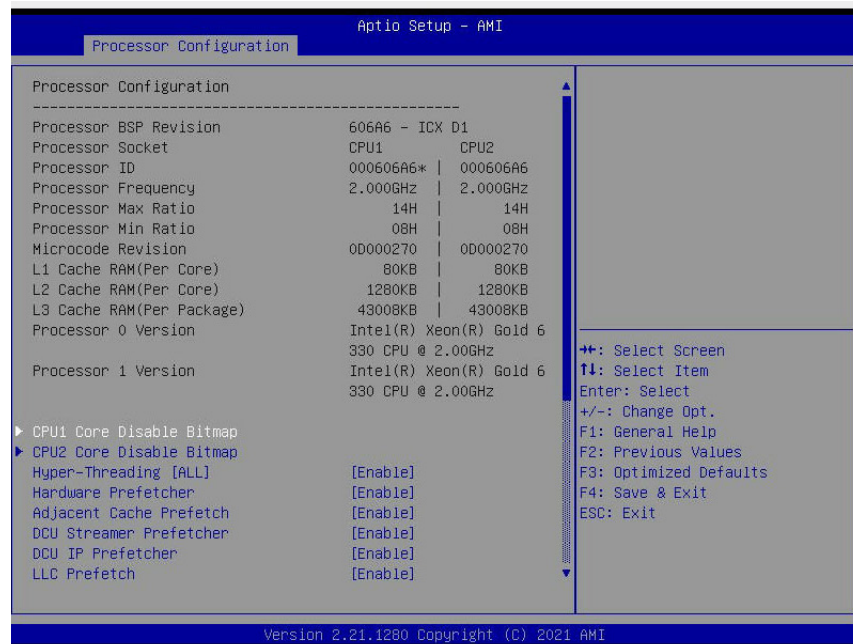 Aptio Setup – AMI
Processor Configuration
Processor Configuration
--------------------------------------------------
Processor BSP Revision 606A6 - ICX D1
Processor Socket CPU1 CPU2
Processor ID 000606A6* | 000606A6
Processor Frequency 2.000GHz | 2.000GHz
Processor Max Ratio 14H | 14H
Processor Min Ratio 08H | 08H
Microcode Revision 0D000270 | 0D000270
L1 Cache RAM(Per Core) 80KB | 80KB
L2 Cache RAM(Per Core) 1280KB | 1280KB
L3 Cache RAM(Per Package) 43008KB | 43008KB
Processor 0 Version Intel(R) Xeon(R) Gold 6
330 CPU @ 2.00GHz
Processor 1 Version Intel(R) Xeon(R) Gold 6
330 CPU @ 2.00GHz
CPU1 Core Disable Bitmap
CPU2 Core Disable Bitmap
Hyper-Threading [ALL] [Enable]
Hardware Prefetcher [Enable]
Adjacent Cache Prefetch [Enable]
DCU Streamer Prefetcher [Enable]
DCU IP Prefetcher [Enable]
LLC Prefetch [Enable]
→←: Select Screen
↑↓: Select Item
Enter: Select
+/-: Change Opt.
F1: General Help
F2: Previous Values
F3: Optimized Defaults
F4: Save & Exit
ESC: Exit
Version 2.21.1280 Copyright (C) 2021 AMI